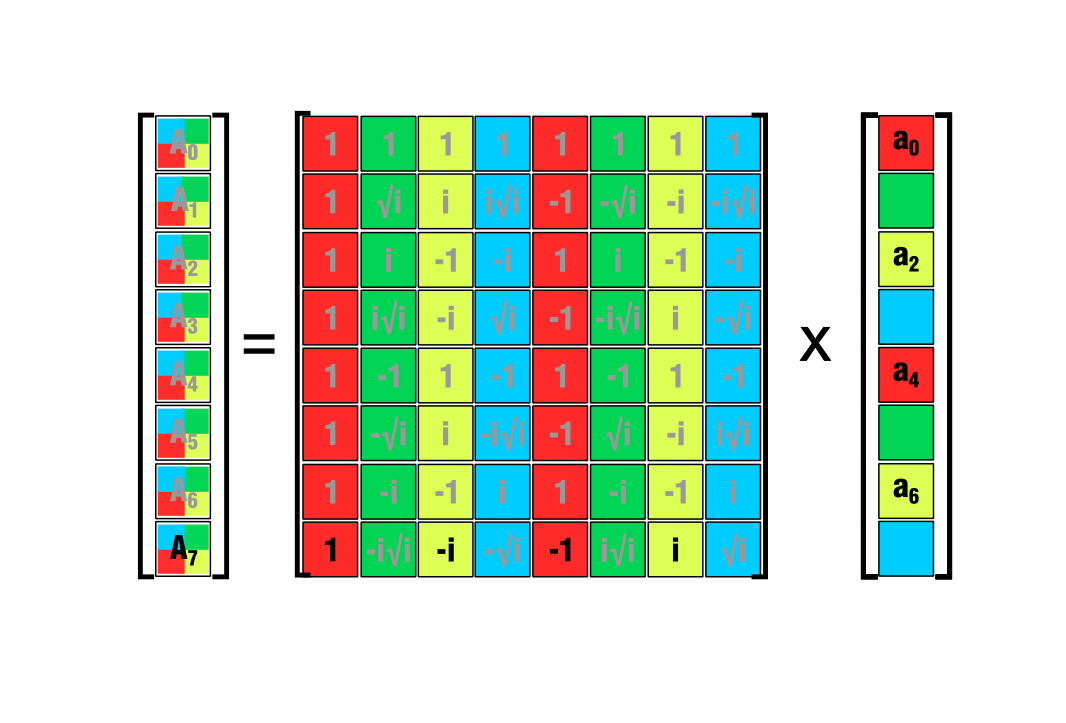 A0 1 1 1 1 1 1 1 1 a0
A1 1 √i i i√i -1 -√i -i -i√i
A2 1 i -1 -i 1 i -1 -i a2
A3 1 i√i -i √i -1 -i√i i -√i
= X
A4 1 -1 1 -1 1 -1 1 -1 a4
A5 1 -√i i -i√i -1 √i -i i√i
A6 1 -i -1 i 1 -i -1 i a6
A7 1 -i√i -i -√i -1 i√i i √i